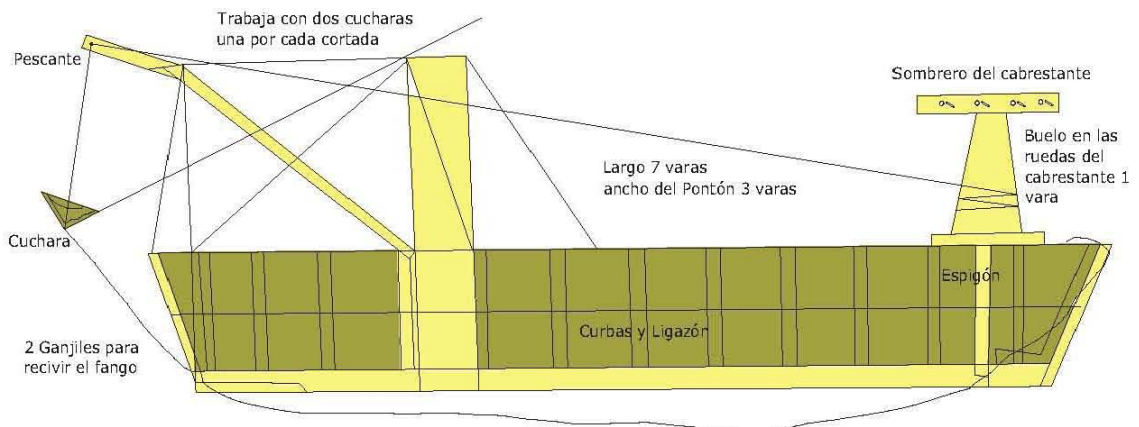 Trabaja con dos cucharas
una por cada cortada
Pescante
Sombrero del cabrestante
Buelo en las
ruedas del
cabrestante 1
vara
Largo 7 varas
ancho del Pontón 3 varas
Cuchara
Espigón
Curbas y Ligazón
2 Ganjiles para
recivir el fango